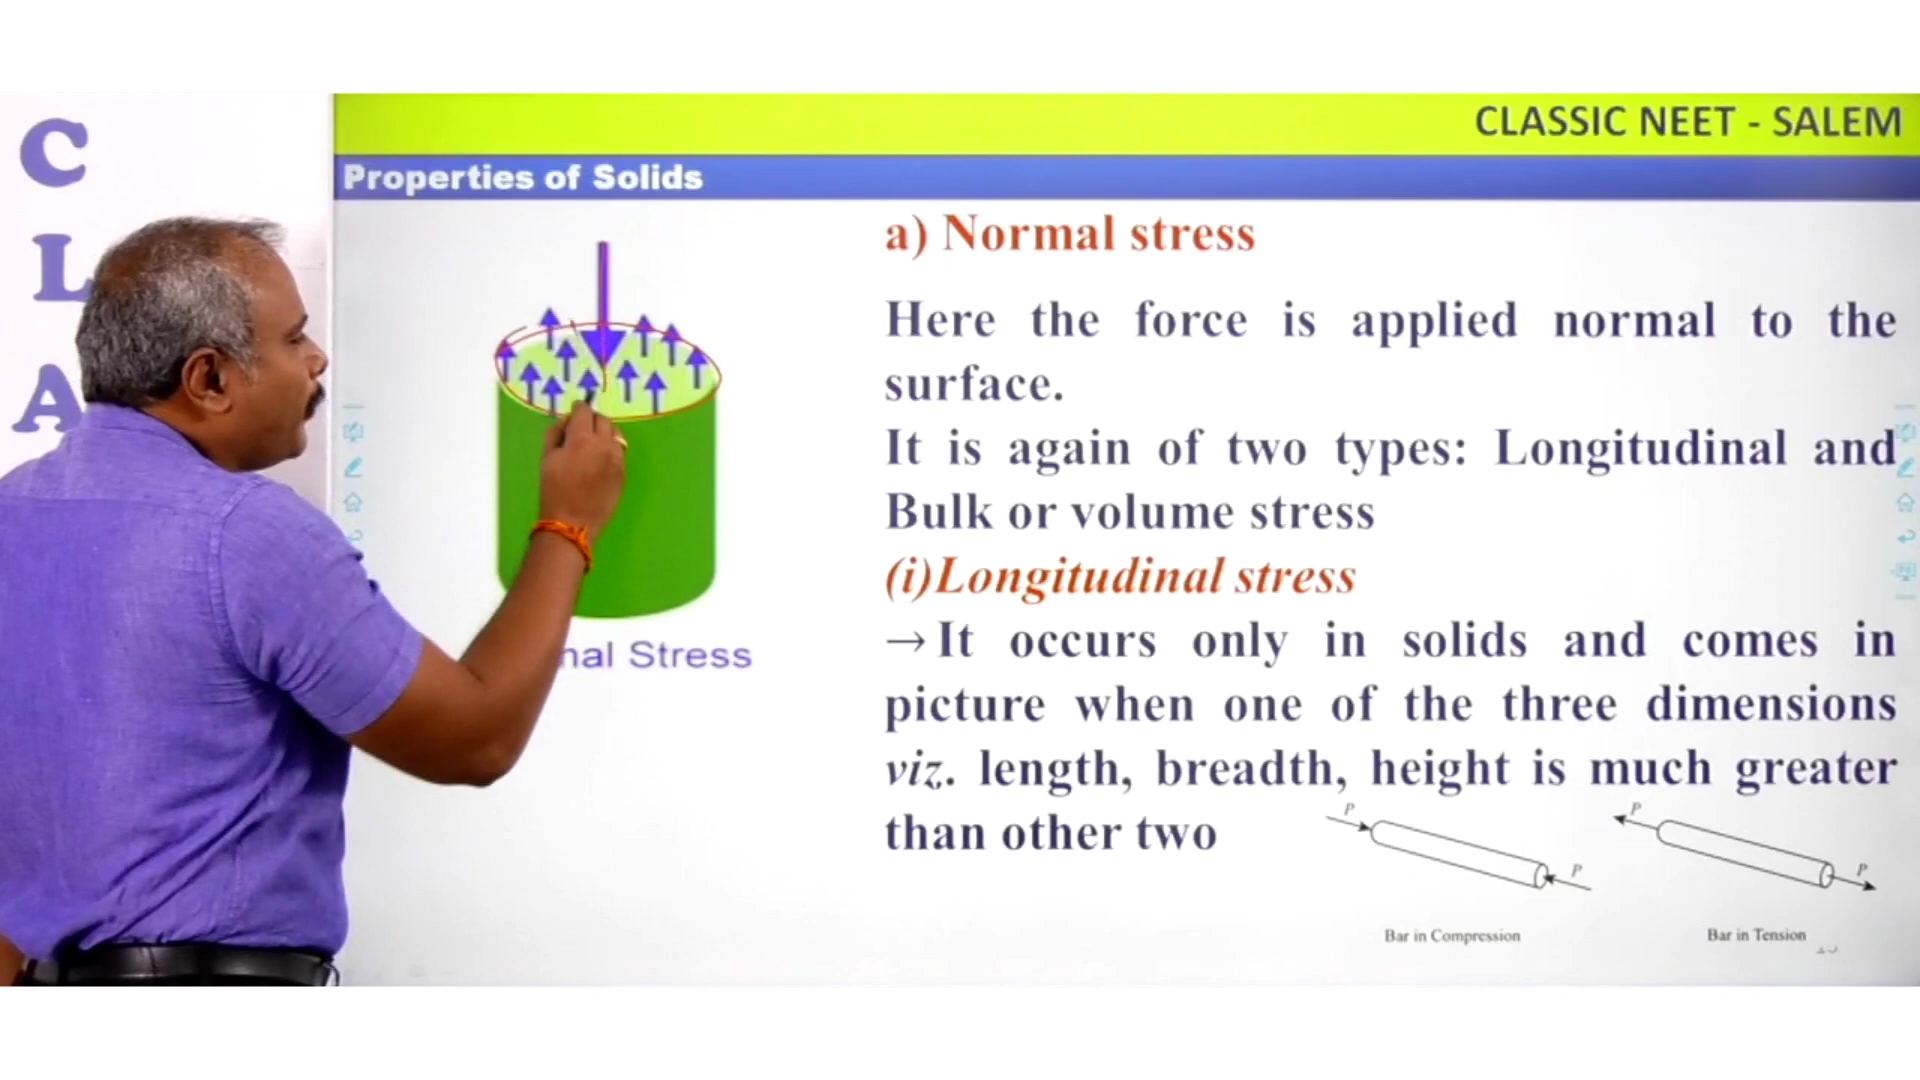 C
L
A
CLASSIC NEET - SALEM
Properties of Solids
nal Stress
a) Normal stress
Here the force is applied normal to the
surface.
It is again of two types: Longitudinal and
Bulk or volume stress
(i)Longitudinal stress
→It occurs only in solids and comes in
picture when one of the three dimensions
viz. length, breadth, height is much greater
than other two
P
P
P
P
Bar in Compression
Bar in Tension